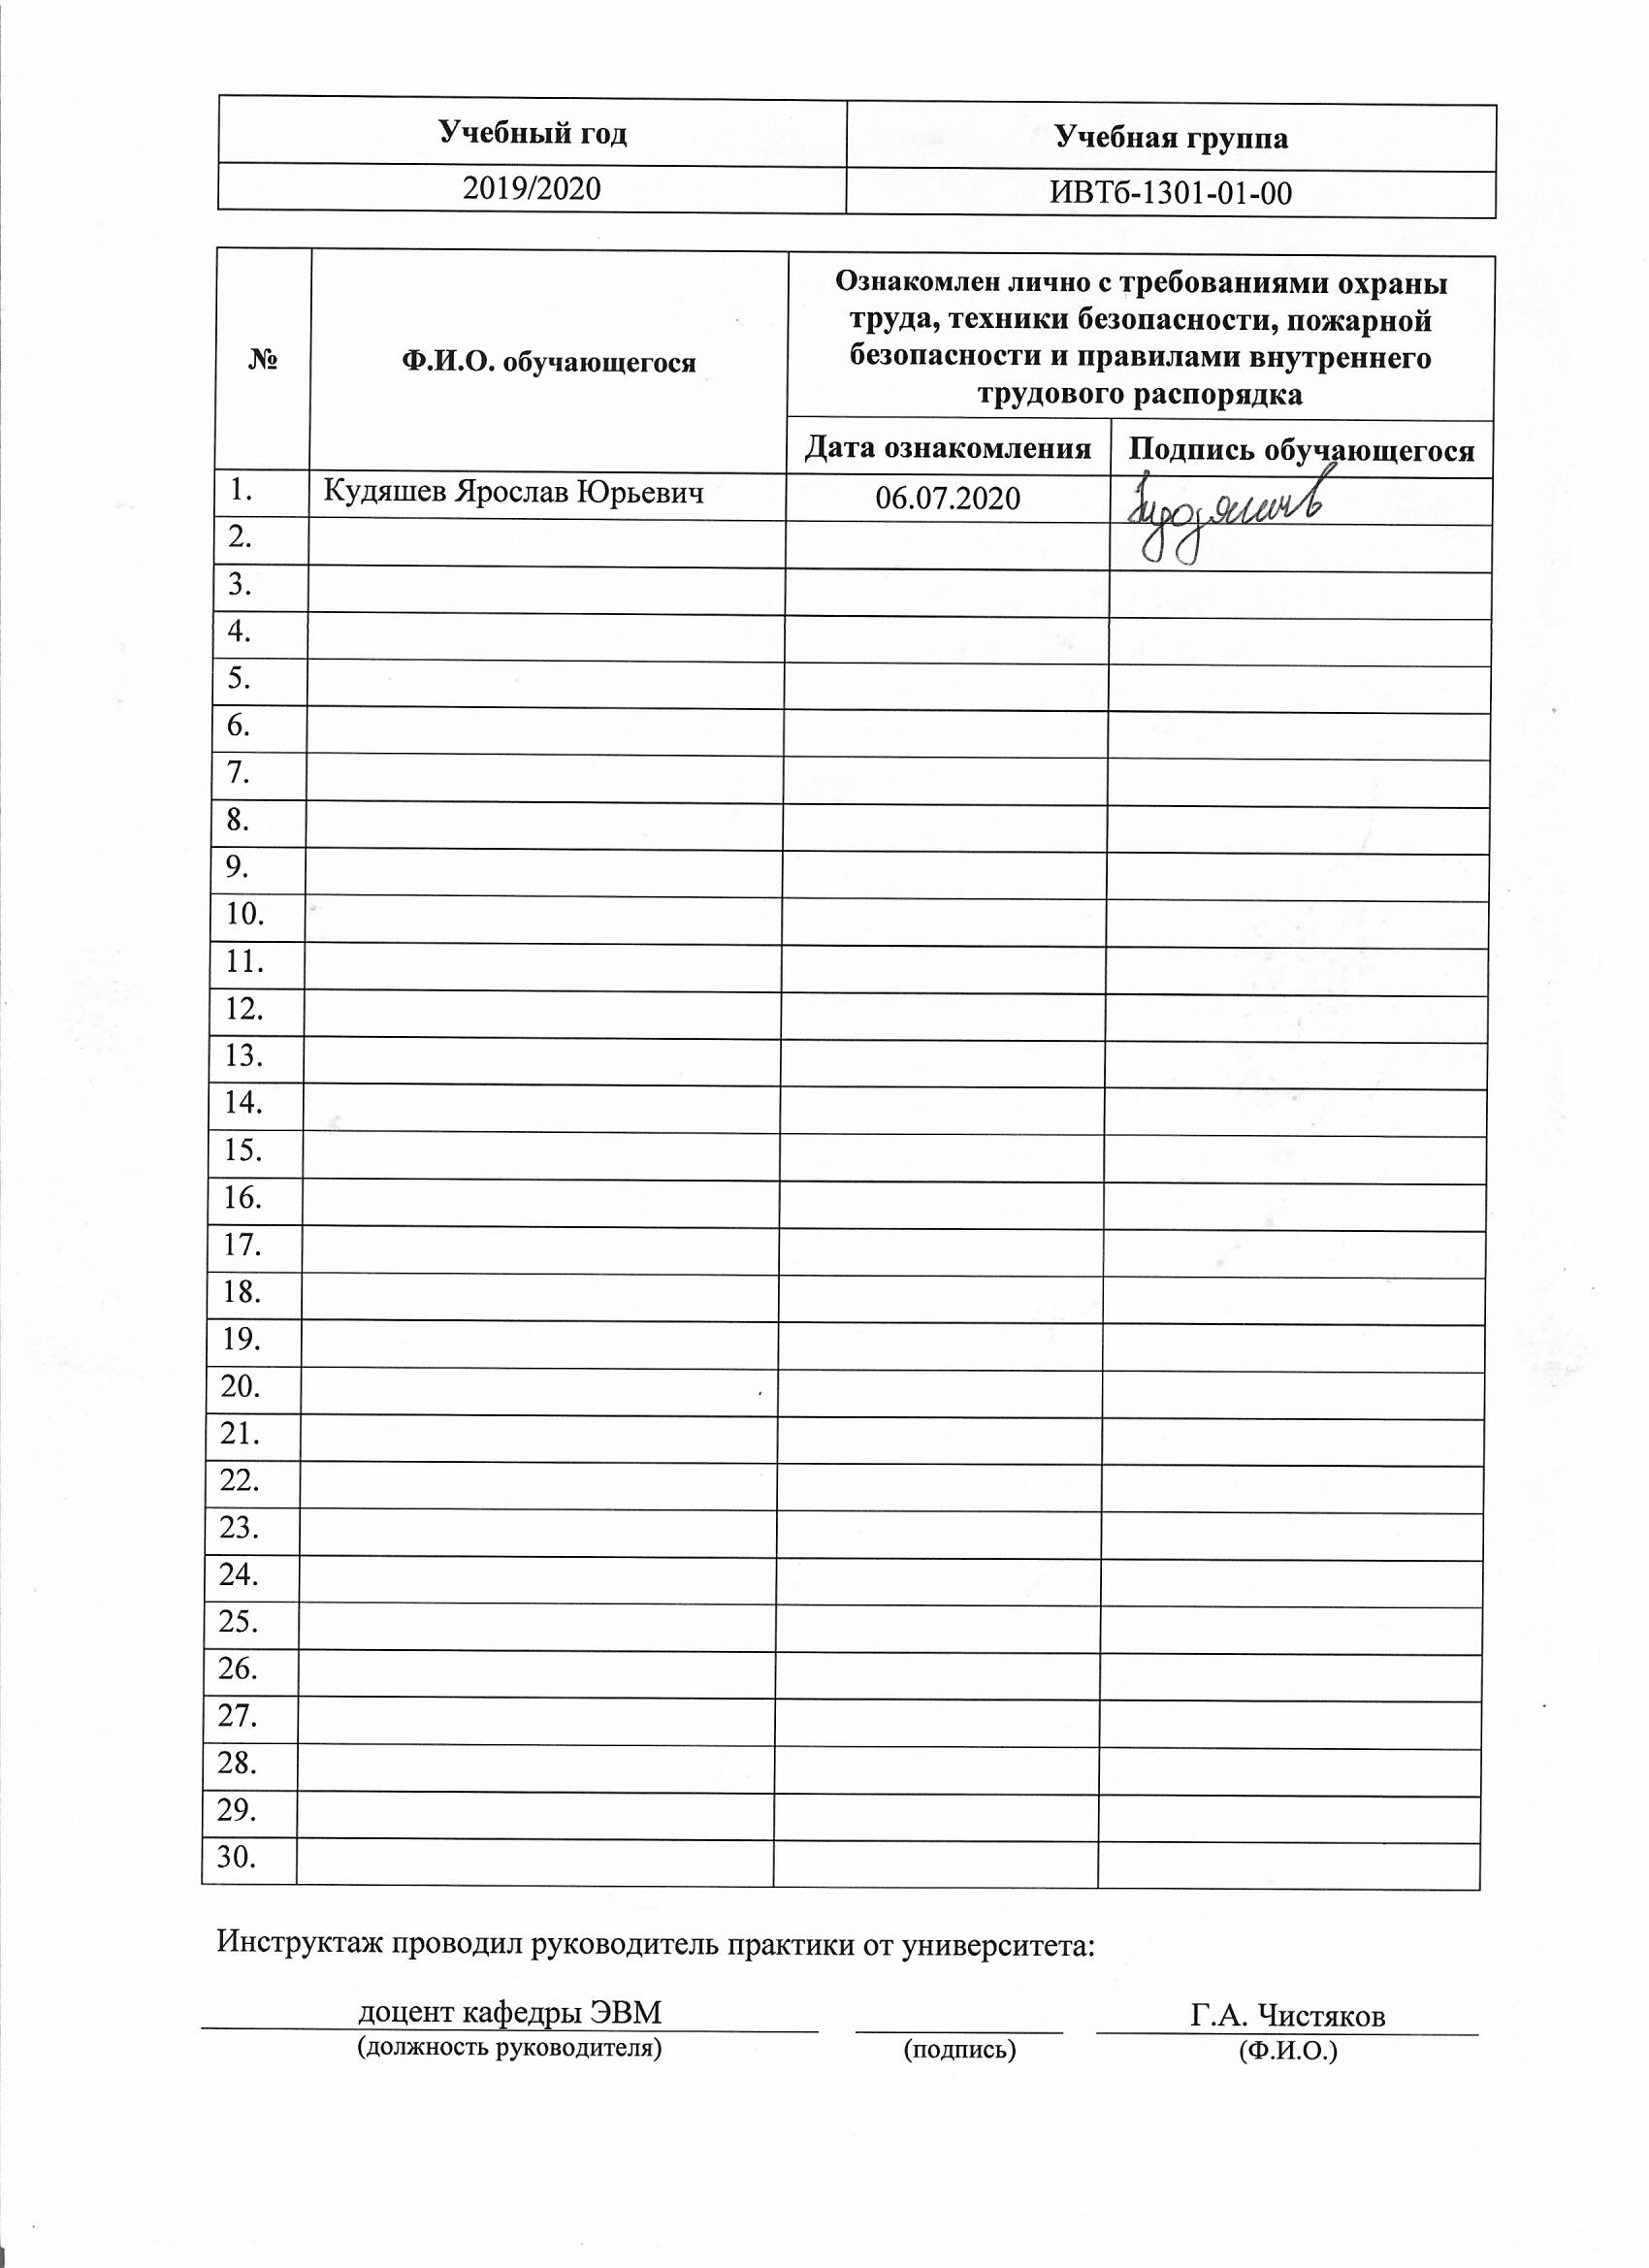 Учебный год Учебная группа
2019/2020 ИВТб-1301-01-00
№ Ф.И.О. обучающегося Ознакомлен лично с требованиями охраны
труда, техники безопасности, пожарной
безопасности и правилами внутреннего
трудового распорядка
Дата ознакомления Подпись обучающегося
1. Кудяшев Ярослав Юрьевич 06.07.2020 Кудяшев
2.
3.
4.
5.
6.
7.
8.
9.
10.
11.
12.
13.
14.
15.
16.
17.
18.
19.
20.
21.
22.
23.
24.
25.
26.
27.
28.
29.
30.
Инструктаж проводил руководитель практики от университета:
доцент кафедры ЭВМ Г.А. Чистяков
(должность руководителя) (подпись) (Ф.И.О.)